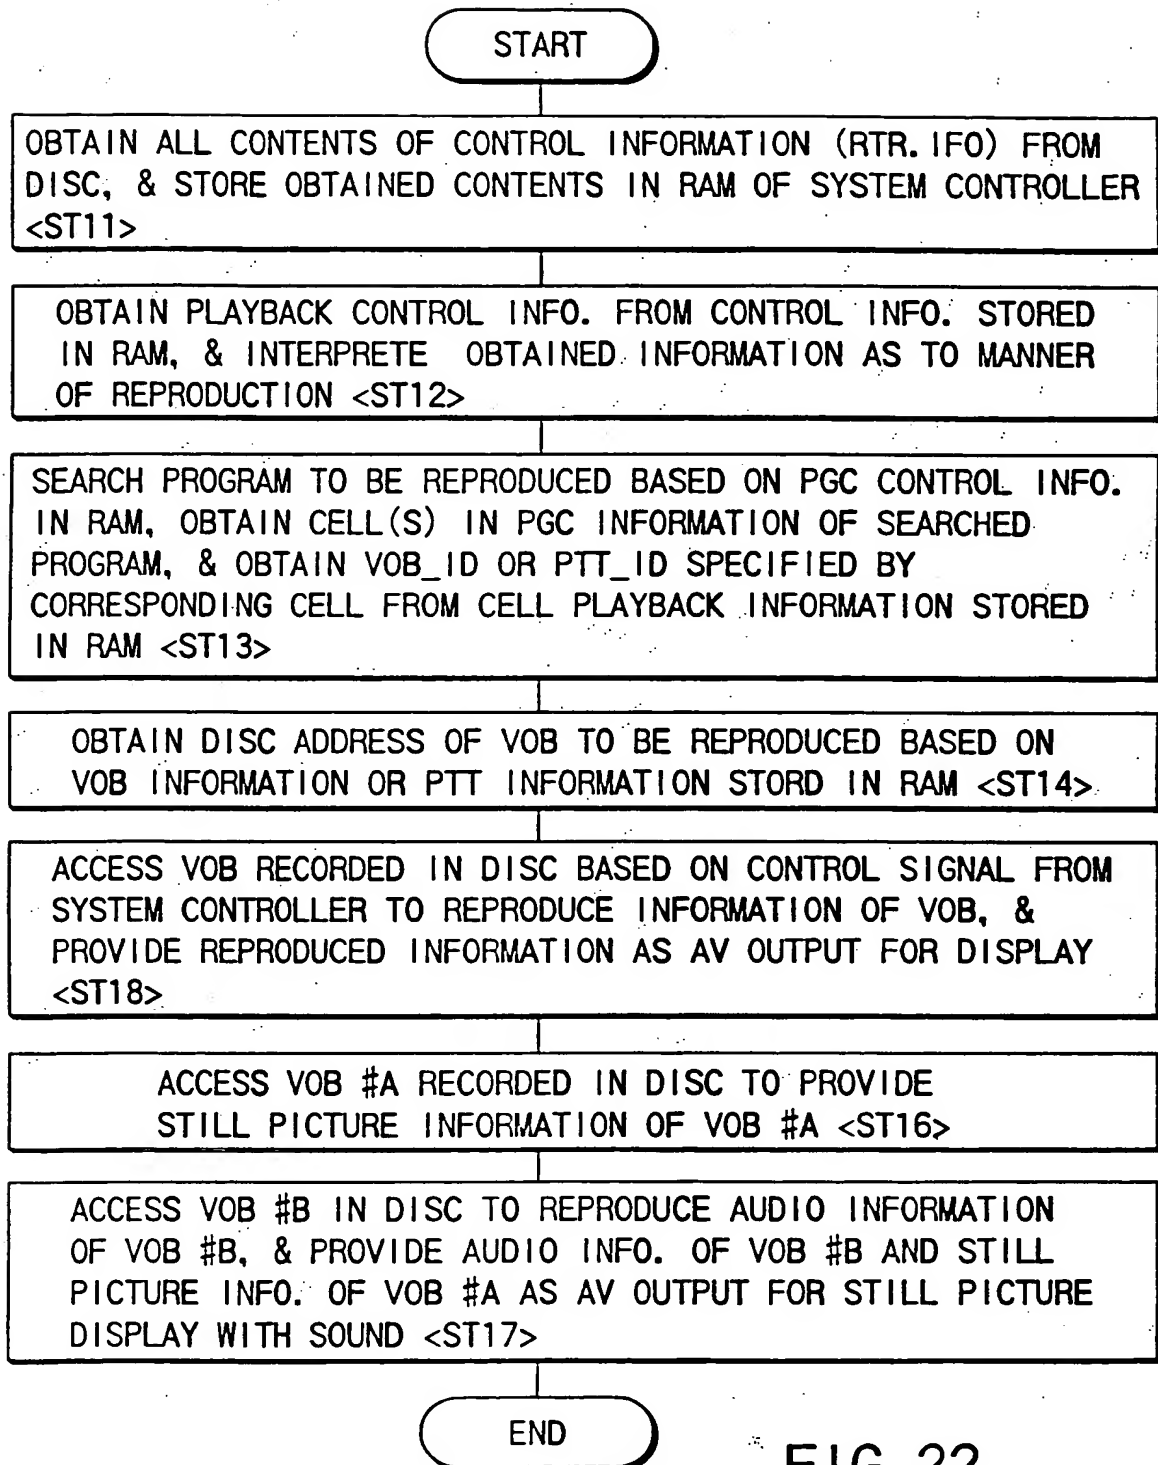 START
OBTAIN ALL CONTENTS OF CONTROL INFORMATION (RTR.IFO) FROM
DISC, & STORE OBTAINED CONTENTS IN RAM OF SYSTEM CONTROLLER
<ST11>
OBTAIN PLAYBACK CONTROL INFO. FROM CONTROL INFO. STORED
IN RAM, & INTERPRETE OBTAINED INFORMATION AS TO MANNER
OF REPRODUCTION <ST12>
SEARCH PROGRAM TO BE REPRODUCED BASED ON PGC CONTROL INFO.
IN RAM, OBTAIN CELL(S) IN PGC INFORMATION OF SEARCHED
PROGRAM, & OBTAIN VOB_ID OR PTT_ID SPECIFIED BY
CORRESPONDING CELL FROM CELL PLAYBACK INFORMATION STORED
IN RAM <ST13>
OBTAIN DISC ADDRESS OF VOB TO BE REPRODUCED BASED ON
VOB INFORMATION OR PTT INFORMATION STORD IN RAM <ST14>
ACCESS VOB RECORDED IN DISC BASED ON CONTROL SIGNAL FROM
SYSTEM CONTROLLER TO REPRODUCE INFORMATION OF VOB, &
PROVIDE REPRODUCED INFORMATION AS AV OUTPUT FOR DISPLAY
<ST18>
ACCESS VOB #A RECORDED IN DISC TO PROVIDE
STILL PICTURE INFORMATION OF VOB #A <ST16>
ACCESS VOB #B IN DISC TO REPRODUCE AUDIO INFORMATION
OF VOB #B, & PROVIDE AUDIO INFO. OF VOB #B AND STILL
PICTURE INFO. OF VOB #A AS AV OUTPUT FOR STILL PICTURE
DISPLAY WITH SOUND <ST17>
END
FIG. 22